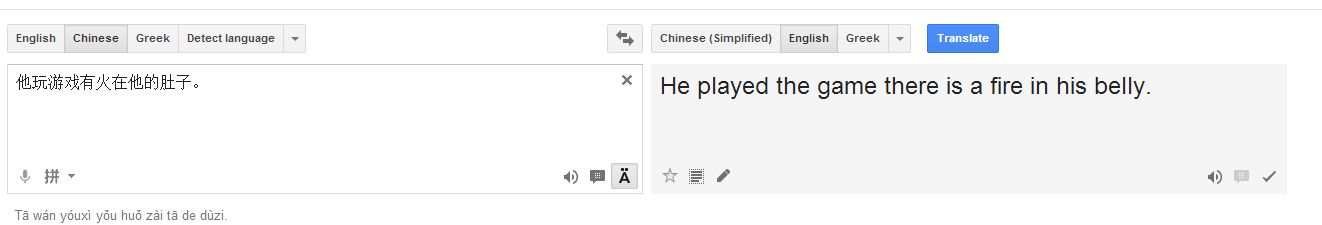 English Chinese Greek Detect language
Chinese (Simplified) English Greek Translate
他玩游戏有火在他的肚子。
He played the game there is a fire in his belly.
拼
Ä
Tā wán yóuxì yǒu huǒ zài tā de dùzi.